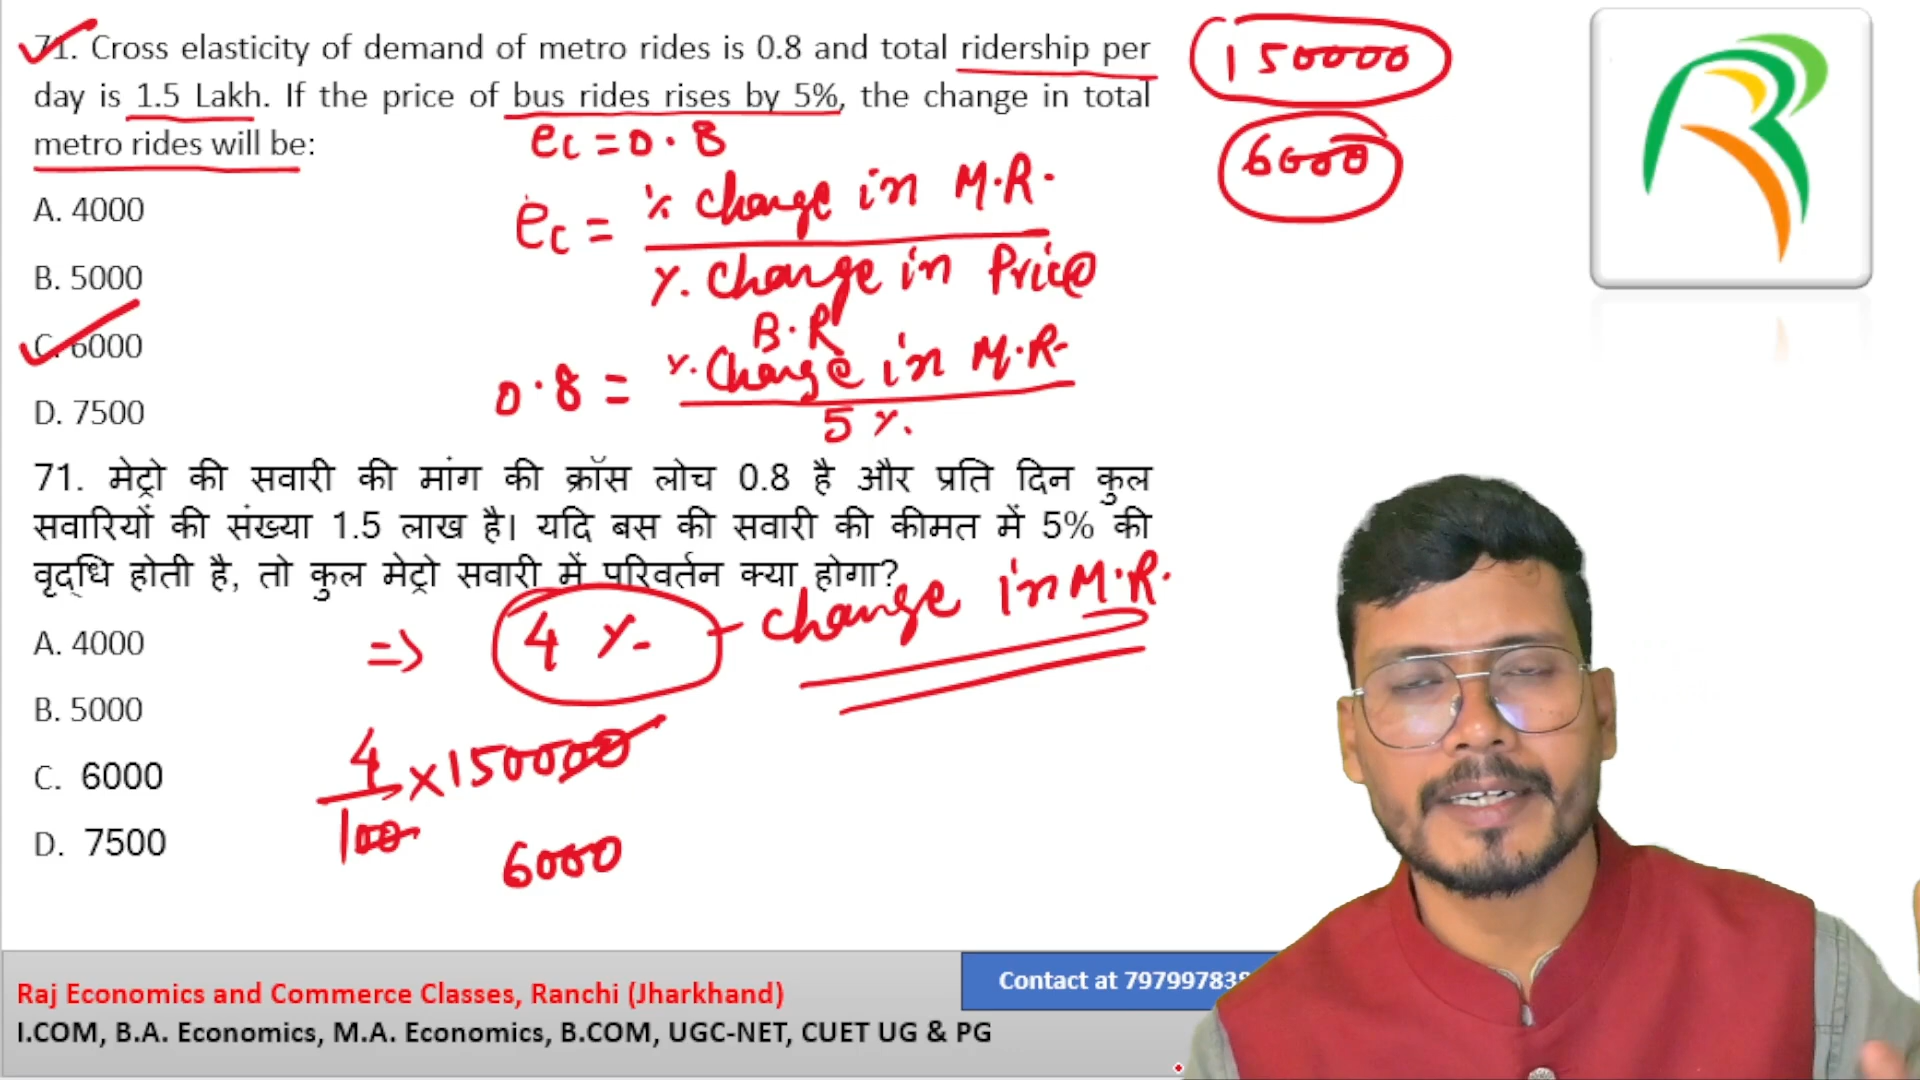 71. Cross elasticity of demand of metro rides is 0.8 and total ridership per
day is 1.5 Lakh. If the price of bus rides rises by 5%, the change in total
metro rides will be:
A. 4000
B. 5000
C. 6000
D. 7500
150000
6000
ec = 0.8
ec = % change in M.R.
% change in Price
B.R
0.8 = % change in M.R.
5 %.
71. मेट्रो की सवारी की मांग की क्रॉस लोच 0.8 है और प्रति दिन कुल
सवारियों की संख्या 1.5 लाख है। यदि बस की सवारी की कीमत में 5% की
वृद्धि होती है, तो कुल मेट्रो सवारी में परिवर्तन क्या होगा?
A. 4000
B. 5000
C. 6000
D. 7500
=> 4 % - change in M.R.
4
100 × 150000
6000
Raj Economics and Commerce Classes, Ranchi (Jharkhand)
I.COM, B.A. Economics, M.A. Economics, B.COM, UGC-NET, CUET UG & PG
Contact at 79799783